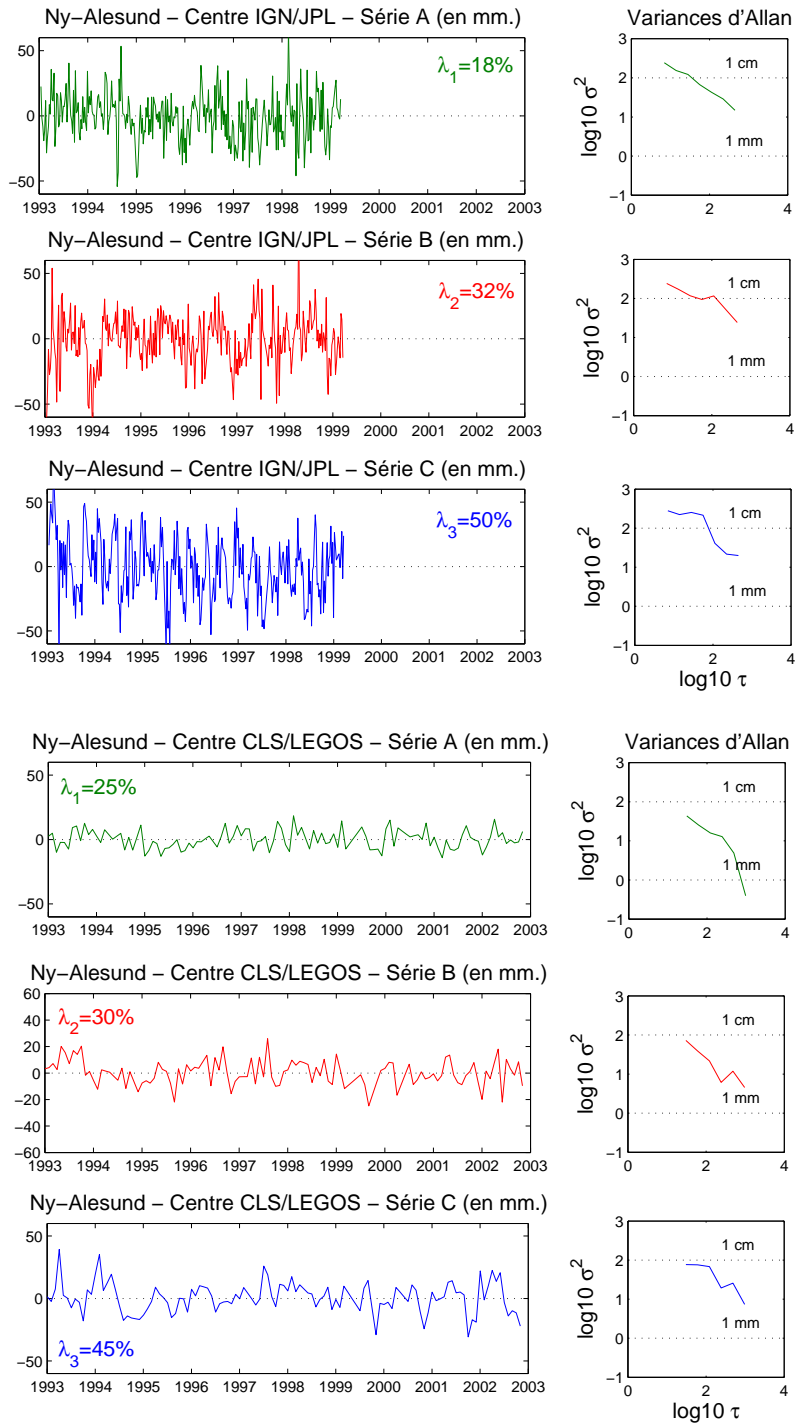 Ny−Alesund − Centre IGN/JPL − Série A (en mm.)
Variances d'Allan
λ1=18%
50
0
−50
1993 1994 1995 1996 1997 1998 1999 2000 2001 2002 2003
log10 σ²
3
2
1
0
−1
0 2 4
1 cm
1 mm
Ny−Alesund − Centre IGN/JPL − Série B (en mm.)
λ2=32%
50
0
−50
1993 1994 1995 1996 1997 1998 1999 2000 2001 2002 2003
log10 σ²
3
2
1
0
−1
0 2 4
1 cm
1 mm
Ny−Alesund − Centre IGN/JPL − Série C (en mm.)
λ3=50%
50
0
−50
1993 1994 1995 1996 1997 1998 1999 2000 2001 2002 2003
log10 σ²
3
2
1
0
−1
0 2 4
1 cm
1 mm
log10 τ
Ny−Alesund − Centre CLS/LEGOS − Série A (en mm.)
Variances d'Allan
λ1=25%
50
0
−50
1993 1994 1995 1996 1997 1998 1999 2000 2001 2002 2003
log10 σ²
3
2
1
0
−1
0 2 4
1 cm
1 mm
Ny−Alesund − Centre CLS/LEGOS − Série B (en mm.)
λ2=30%
60
40
20
0
−20
−40
−60
1993 1994 1995 1996 1997 1998 1999 2000 2001 2002 2003
log10 σ²
3
2
1
0
−1
0 2 4
1 cm
1 mm
Ny−Alesund − Centre CLS/LEGOS − Série C (en mm.)
λ3=45%
50
0
−50
1993 1994 1995 1996 1997 1998 1999 2000 2001 2002 2003
log10 σ²
3
2
1
0
−1
0 2 4
1 cm
1 mm
log10 τ